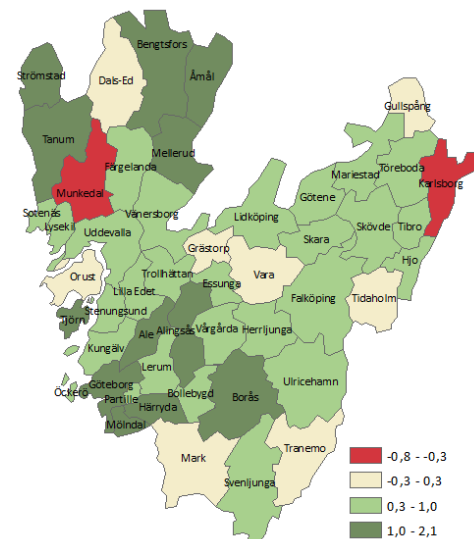 Bengtsfors
Strömstad
Dals-Ed
Åmål
Gullspång
Tanum
Mellerud
Färgelanda
Munkedal
Mariestad
Töreboda
Karlsborg
Götene
Sotenäs
Lysekil
Vänersborg
Lidköping
Uddevalla
Skövde
Tibro
Skara
Grästorp
Hjo
Trollhättan
Orust
Essunga
Vara
Lilla Edet
Falköping
Tidaholm
Stenungsund
Tjörn
Ale
Alingsås
Vårgårda
Herrljunga
Kungälv
Lerum
Göteborg
Ulricehamn
Öckerö
Partille
Bollebygd
Borås
Härryda
Mölndal
Tranemo
Mark
Svenljunga
-0,8 - -0,3
-0,3 - 0,3
0,3 - 1,0
1,0 - 2,1